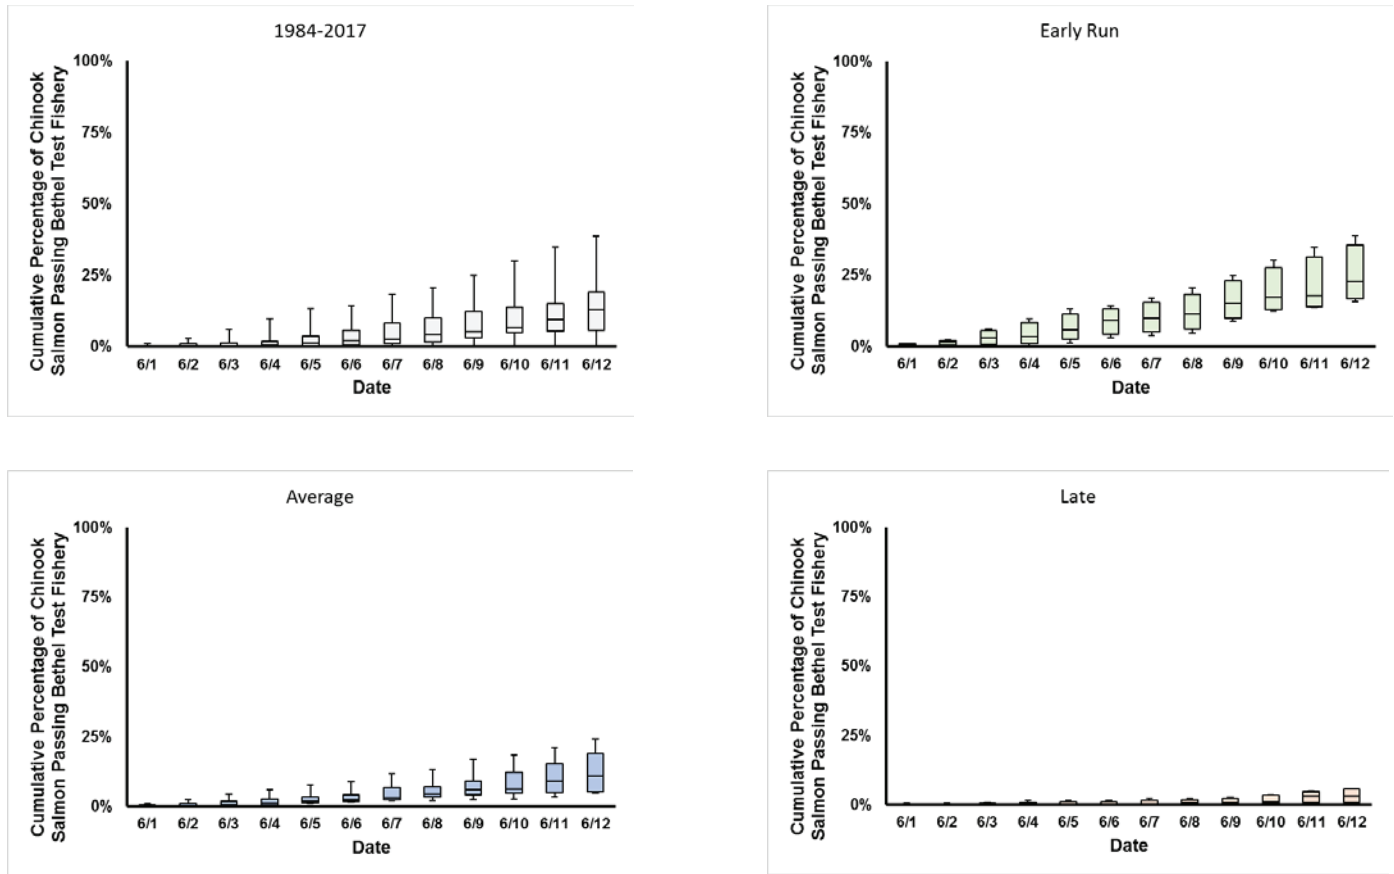 1984-2017
Cumulative Percentage of Chinook
Salmon Passing Bethel Test Fishery
100%
75%
50%
25%
0%
6/1 6/2 6/3 6/4 6/5 6/6 6/7 6/8 6/9 6/10 6/11 6/12
Date
Early Run
Cumulative Percentage of Chinook
Salmon Passing Bethel Test Fishery
100%
75%
50%
25%
0%
6/1 6/2 6/3 6/4 6/5 6/6 6/7 6/8 6/9 6/10 6/11 6/12
Date
Average
Cumulative Percentage of Chinook
Salmon Passing Bethel Test Fishery
100%
75%
50%
25%
0%
6/1 6/2 6/3 6/4 6/5 6/6 6/7 6/8 6/9 6/10 6/11 6/12
Date
Late
Cumulative Percentage of Chinook
Salmon Passing Bethel Test Fishery
100%
75%
50%
25%
0%
6/1 6/2 6/3 6/4 6/5 6/6 6/7 6/8 6/9 6/10 6/11 6/12
Date